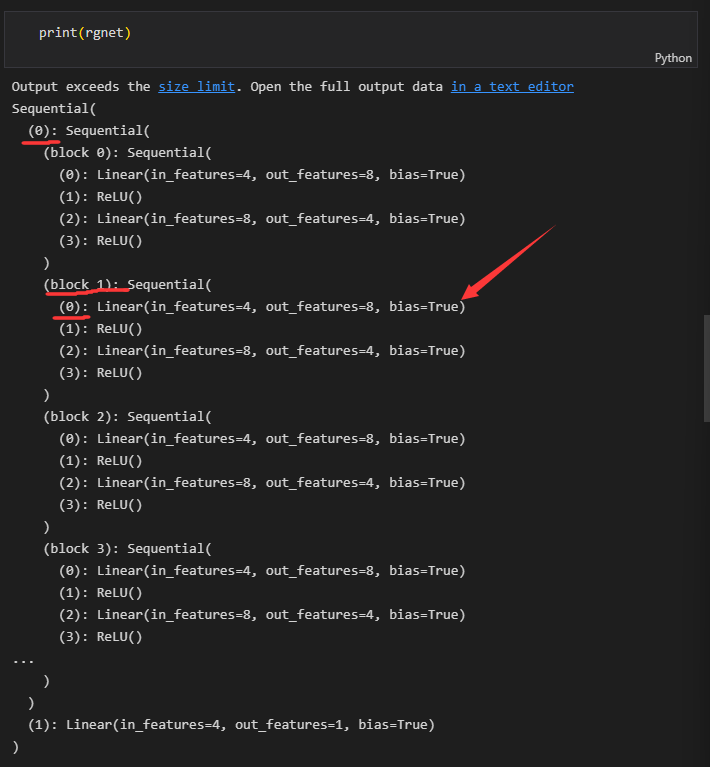 print(rgnet)
Python
Output exceeds the size limit. Open the full output data in a text editor
Sequential(
  (0): Sequential(
    (block 0): Sequential(
      (0): Linear(in_features=4, out_features=8, bias=True)
      (1): ReLU()
      (2): Linear(in_features=8, out_features=4, bias=True)
      (3): ReLU()
    )
    (block 1): Sequential(
      (0): Linear(in_features=4, out_features=8, bias=True)
      (1): ReLU()
      (2): Linear(in_features=8, out_features=4, bias=True)
      (3): ReLU()
    )
    (block 2): Sequential(
      (0): Linear(in_features=4, out_features=8, bias=True)
      (1): ReLU()
      (2): Linear(in_features=8, out_features=4, bias=True)
      (3): ReLU()
    )
    (block 3): Sequential(
      (0): Linear(in_features=4, out_features=8, bias=True)
      (1): ReLU()
      (2): Linear(in_features=8, out_features=4, bias=True)
      (3): ReLU()
...
    )
  )
  (1): Linear(in_features=4, out_features=1, bias=True)
)